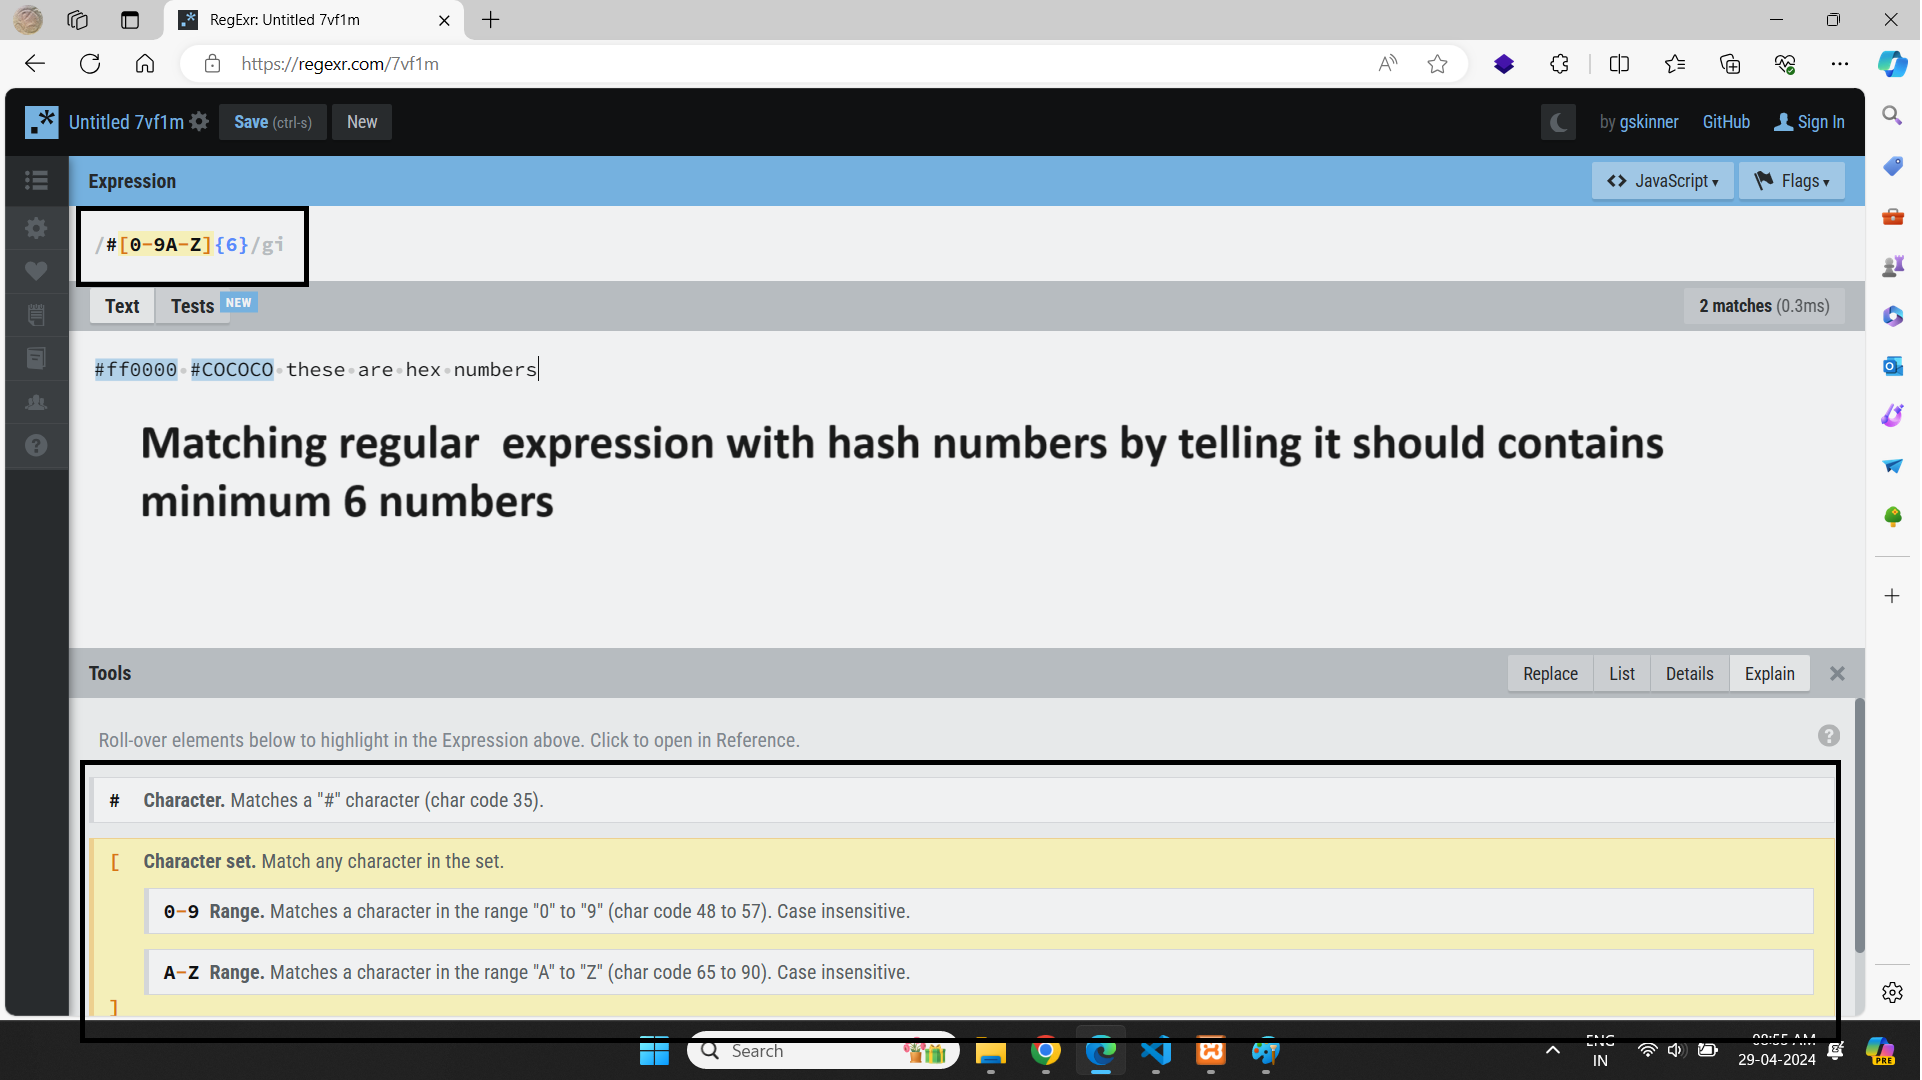 RegExr: Untitled 7vf1m
https://regexr.com/7vf1m
Untitled 7vf1m Save (ctrl-s) New by gskinner GitHub Sign In
Expression JavaScript Flags
/#[0-9A-Z]{6}/gi
Text Tests NEW 2 matches (0.3ms)
#ff0000 #COCOCO these are hex numbers
Matching regular expression with hash numbers by telling it should contains
minimum 6 numbers
Tools Replace List Details Explain
Roll-over elements below to highlight in the Expression above. Click to open in Reference.
# Character. Matches a "#" character (char code 35).
[ Character set. Match any character in the set.
0-9 Range. Matches a character in the range "0" to "9" (char code 48 to 57). Case insensitive.
A-Z Range. Matches a character in the range "A" to "Z" (char code 65 to 90). Case insensitive.
]
Search ENG 08:55 AM
IN 29-04-2024 PRE